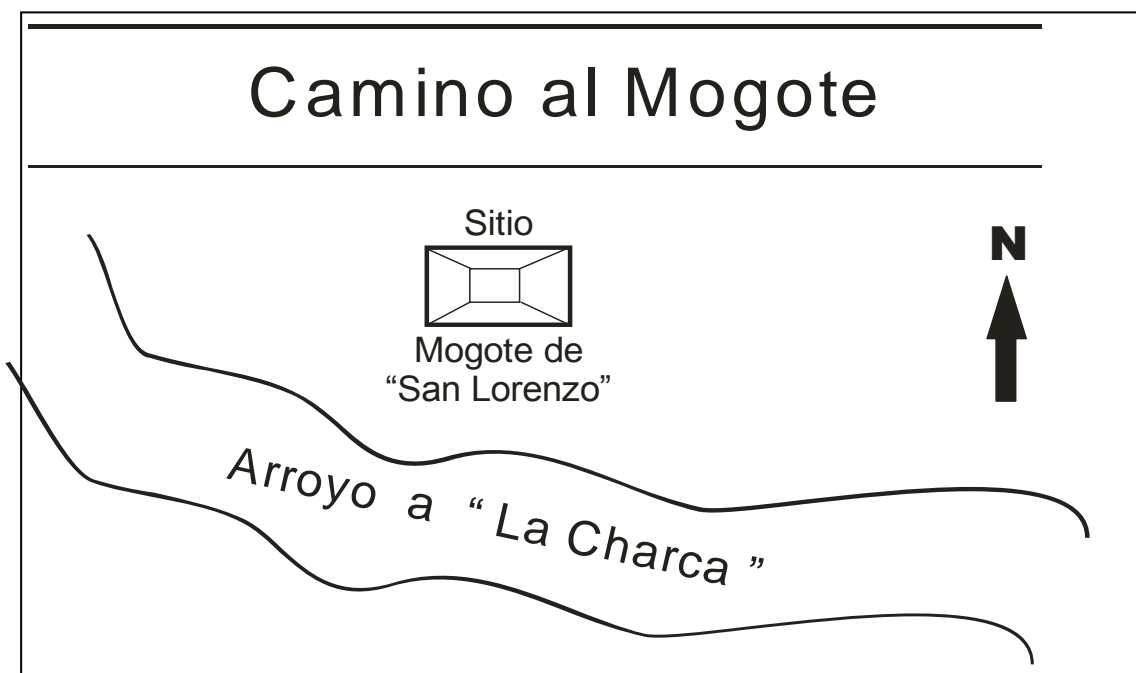 Camino al Mogote
Sitio
N
Mogote de
“San Lorenzo”
Arroyo a “ La Charca ”